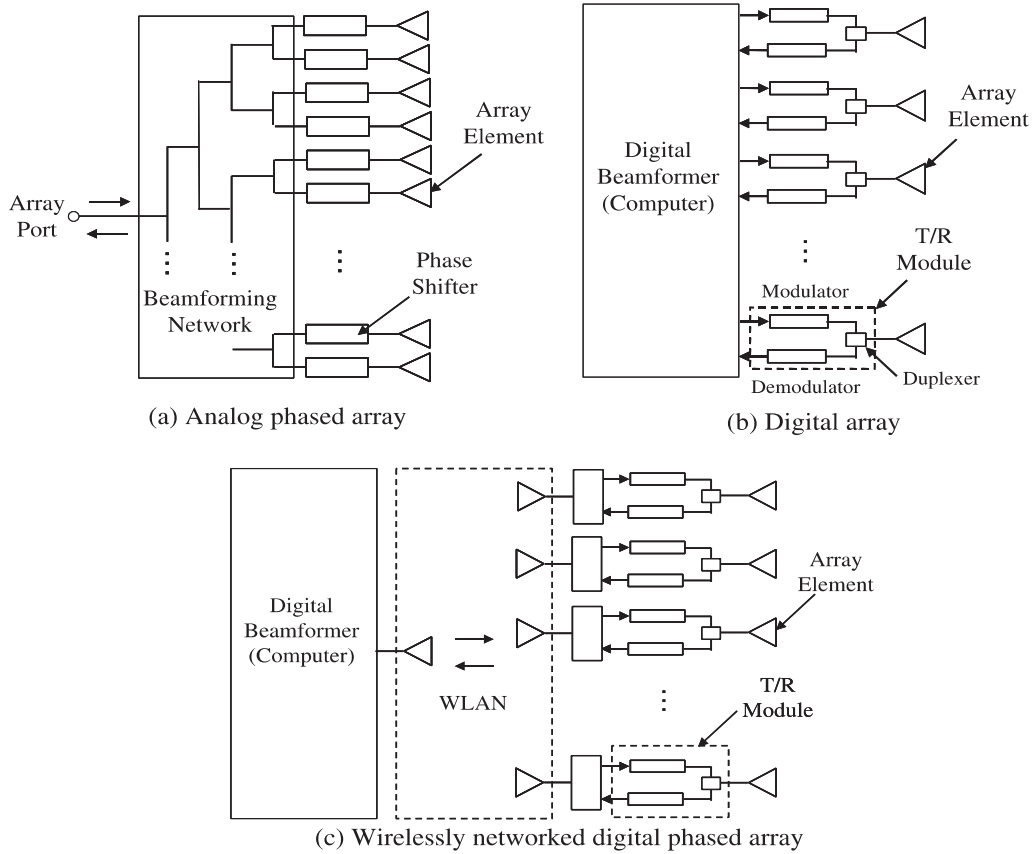 Array
Element
Array
Port
Phase
Shifter
Beamforming
Network
(a) Analog phased array
Digital
Beamformer
(Computer)
Array
Element
T/R
Module
Modulator
Demodulator
Duplexer
(b) Digital array
Digital
Beamformer
(Computer)
WLAN
Array
Element
T/R
Module
(c) Wirelessly networked digital phased array